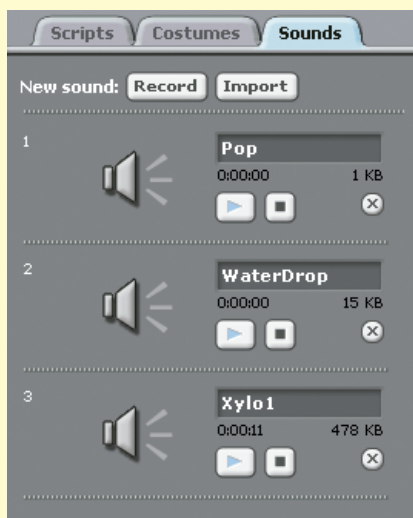 Scripts Costumes Sounds
New sound: Record Import
1
Pop
0:00:00 1 KB
2
WaterDrop
0:00:00 15 KB
3
Xylo1
0:00:11 478 KB